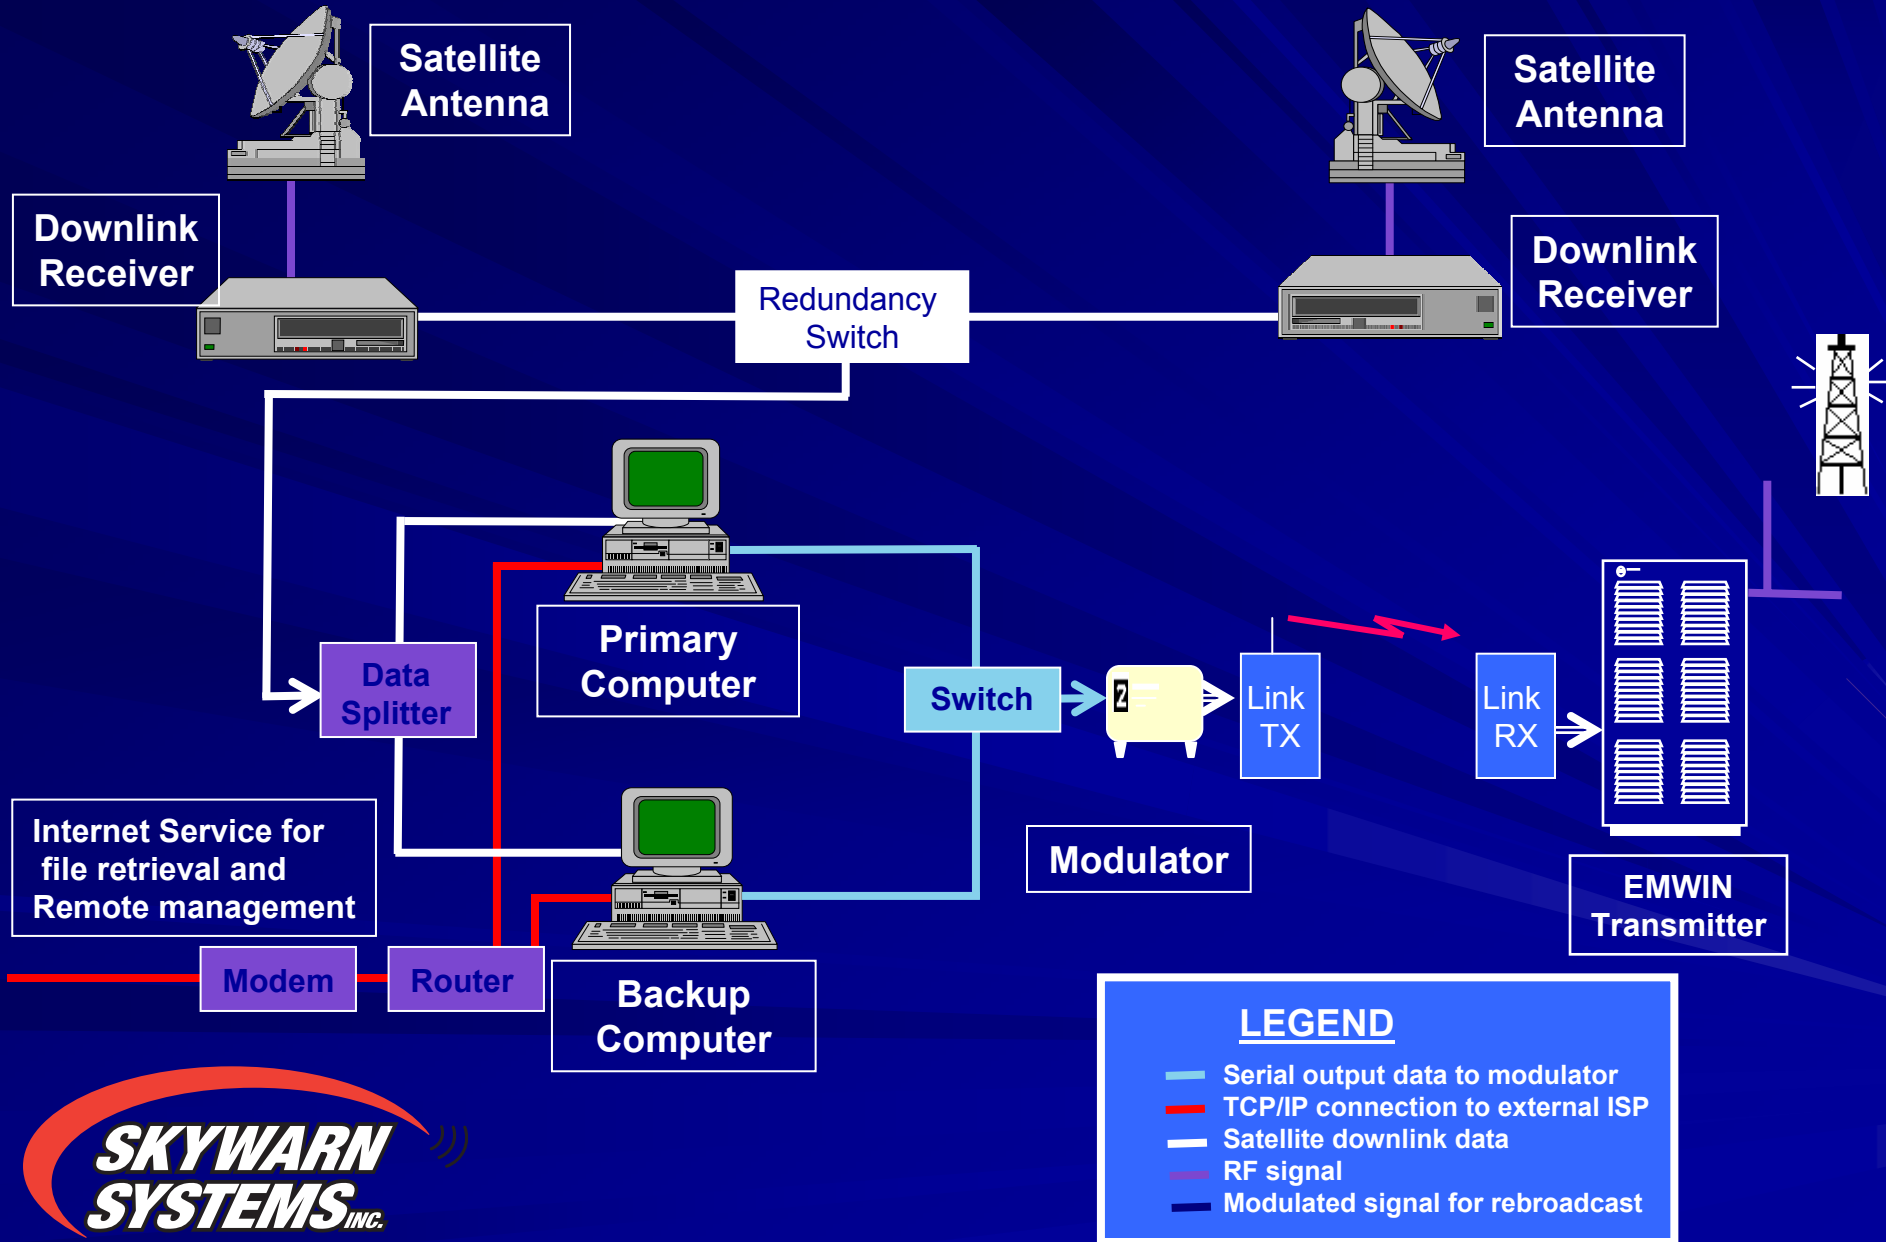 Satellite
Antenna
Satellite
Antenna
Downlink
Receiver
Downlink
Receiver
Redundancy
Switch
Primary
Computer
Data
Splitter
Switch
2
Link
TX
Link
RX
Internet Service for
file retrieval and
Remote management
Modulator
EMWIN
Transmitter
Modem
Router
Backup
Computer
LEGEND
Serial output data to modulator
TCP/IP connection to external ISP
Satellite downlink data
RF signal
Modulated signal for rebroadcast
SKYWARN
SYSTEMS INC.